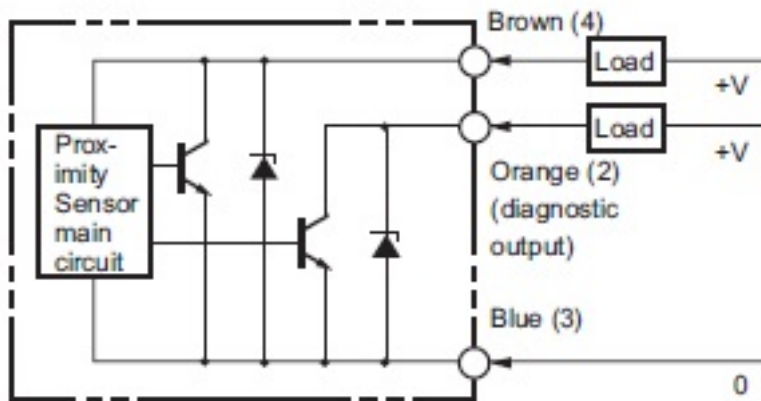 Brown (4)
Load
+V
Load
+V
Prox-
imity
Sensor
main
circuit
Orange (2)
(diagnostic
output)
Blue (3)
0